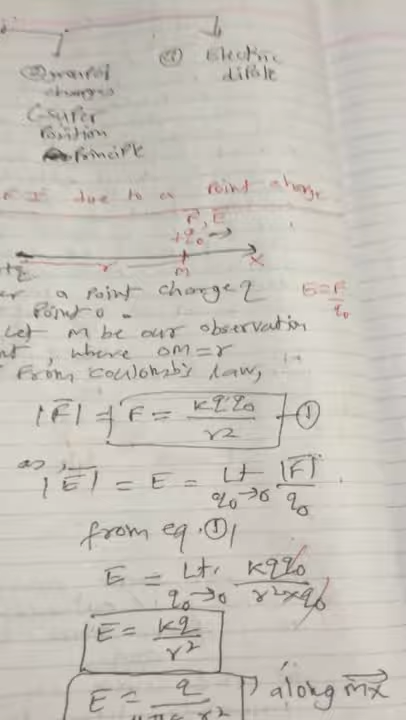 charges
(Super
Position
Principle
Electric
dipole
due to a Point charge
F, E
+q₀ →
+q r M X
a point charge q E = F/q₀
Point O.
Let M be our observation
, where OM = r
From Coulomb's law,
|F⃗| = F = kqq₀/r² — ①
as,
|E⃗| = E = Lt q₀→0 |F⃗|/q₀
from eq. ①,
E = Lt. q₀→0 kqq₀/r²×q₀
E = kq/r²
E = q along MX⃗